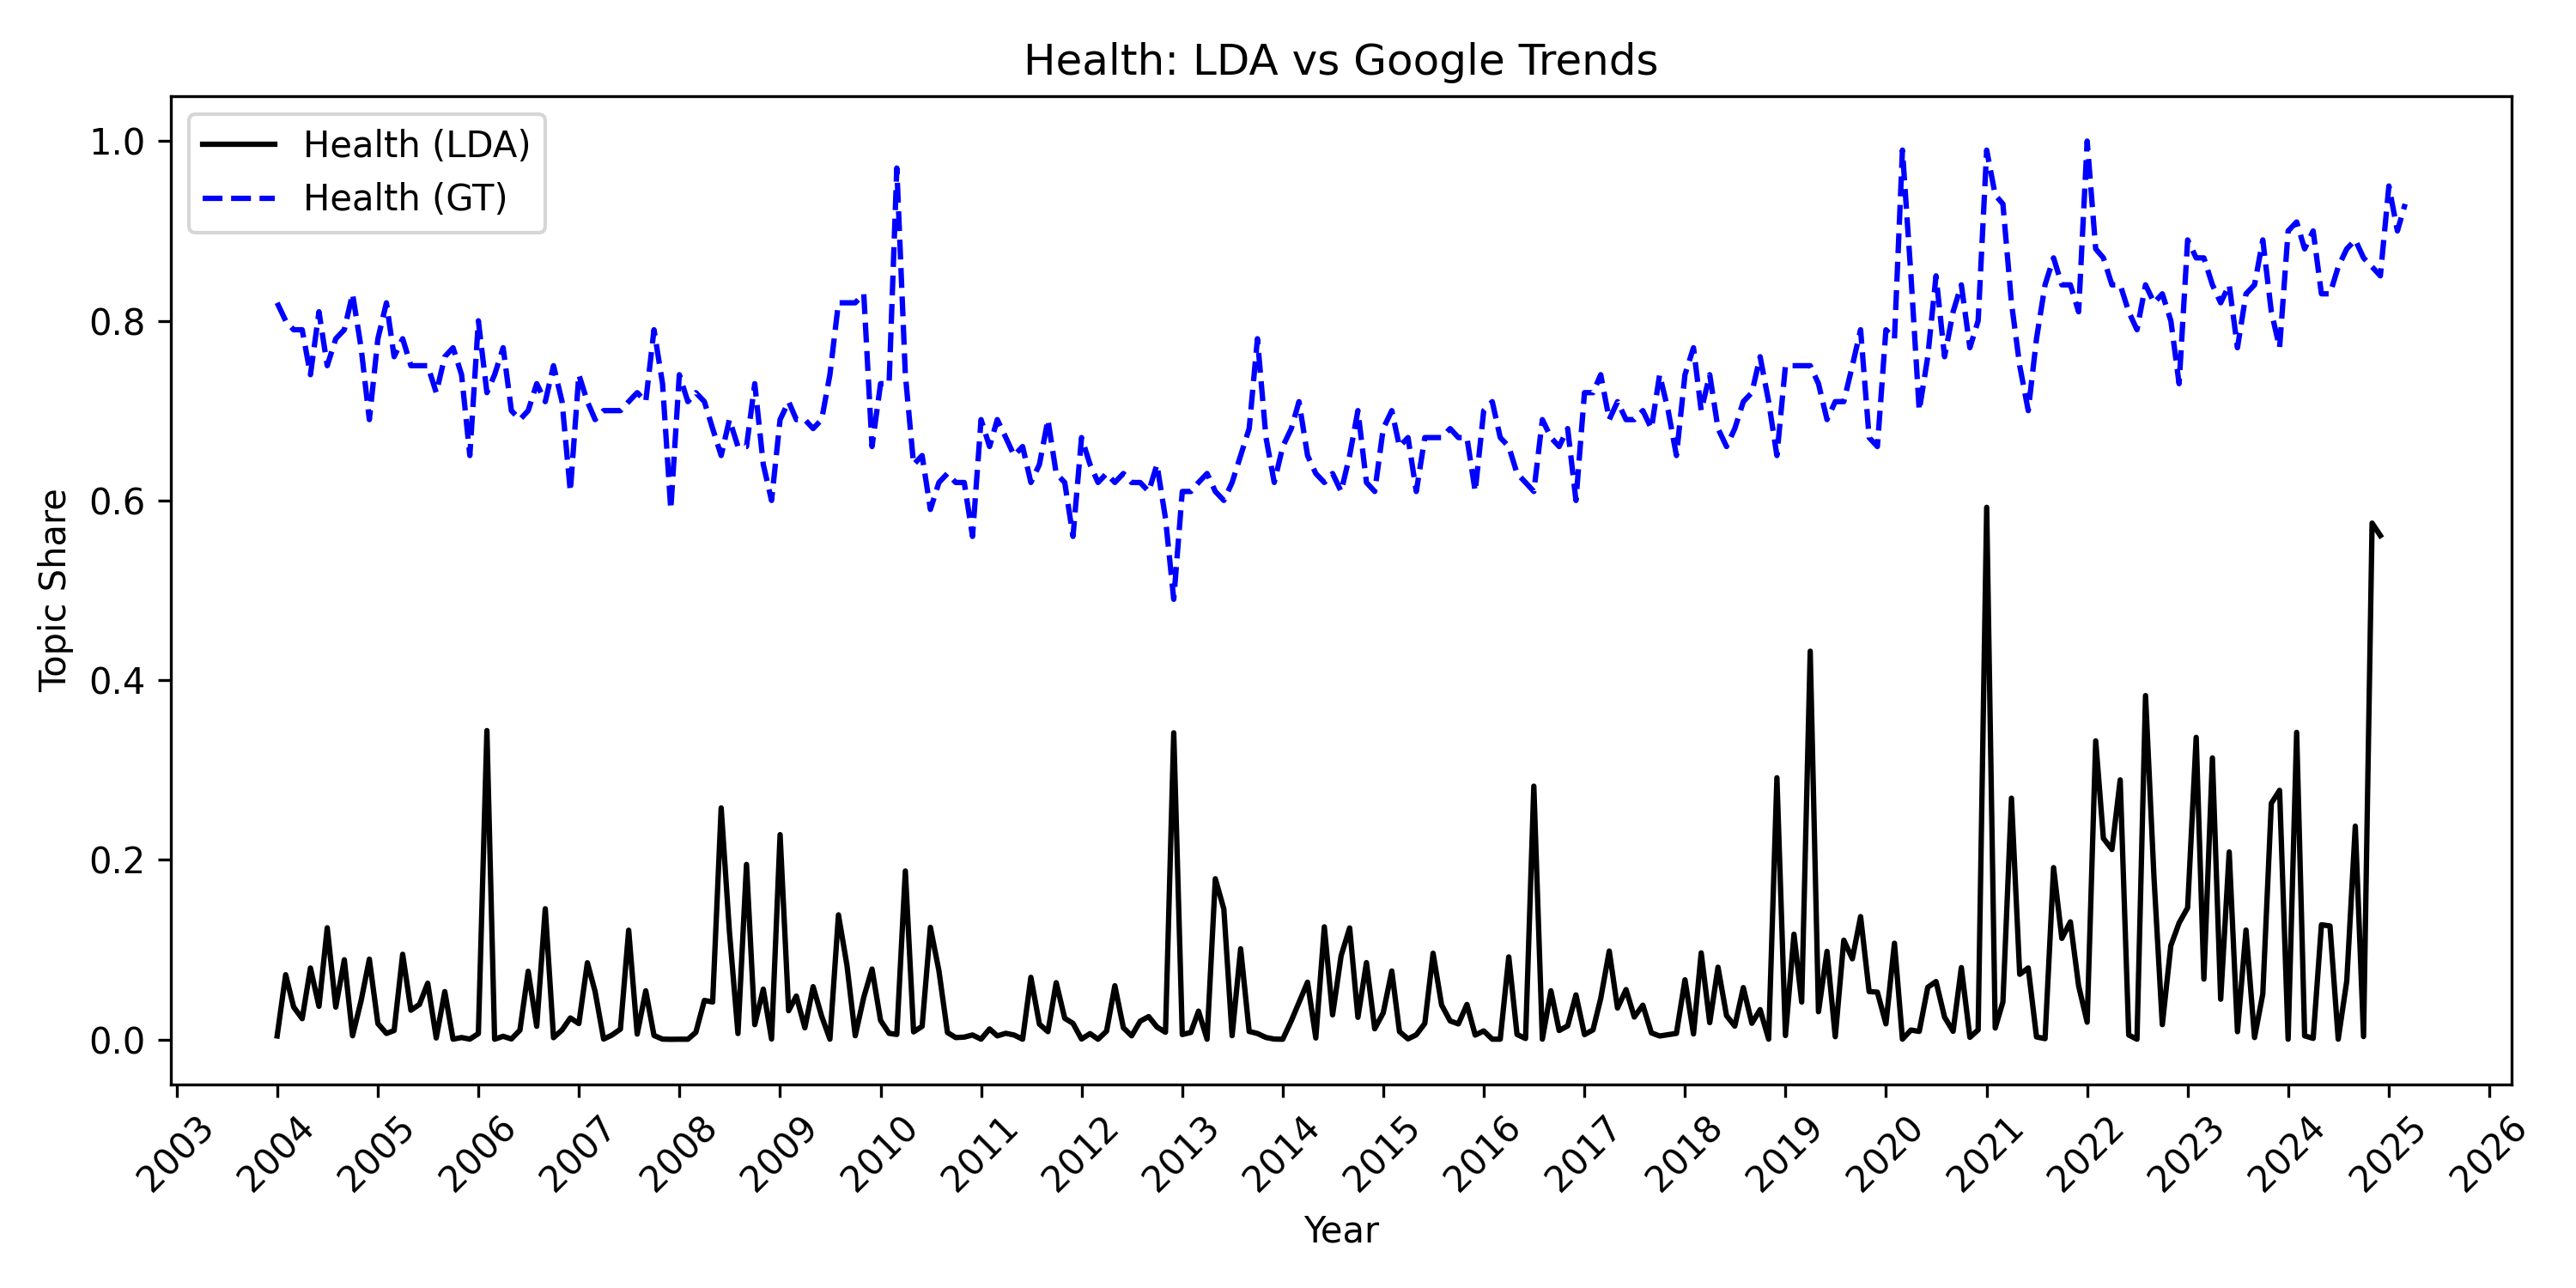 Health: LDA vs Google Trends
Health (LDA)
Health (GT)
Topic Share
1.0
0.8
0.6
0.4
0.2
0.0
2003 2004 2005 2006 2007 2008 2009 2010 2011 2012 2013 2014 2015 2016 2017 2018 2019 2020 2021 2022 2023 2024 2025 2026
Year